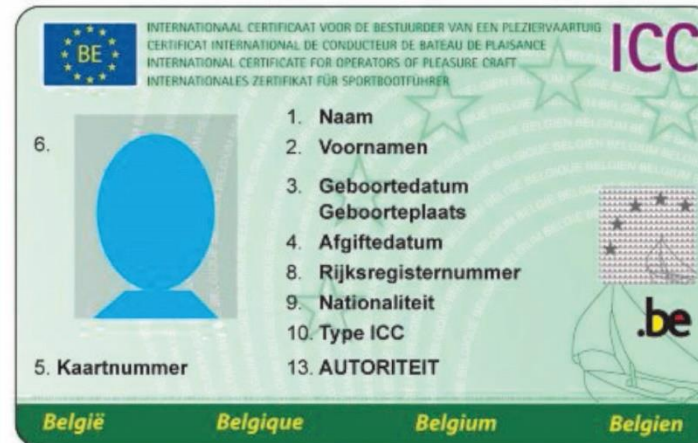 BE
INTERNATIONAAL CERTIFICAAT VOOR DE BESTUURDER VAN EEN PLEZIERVAARTUIG
CERTIFICAT INTERNATIONAL DE CONDUCTEUR DE BATEAU DE PLAISANCE
INTERNATIONAL CERTIFICATE FOR OPERATORS OF PLEASURE CRAFT
INTERNATIONALES ZERTIFIKAT FÜR SPORTBOOTFÜHRER
ICC
6.
1. Naam
2. Voornamen
3. Geboortedatum
Geboorteplaats
4. Afgiftedatum
8. Rijksregisternummer
9. Nationaliteit
10. Type ICC
.be
5. Kaartnummer
13. AUTORITEIT
België Belgique Belgium Belgien